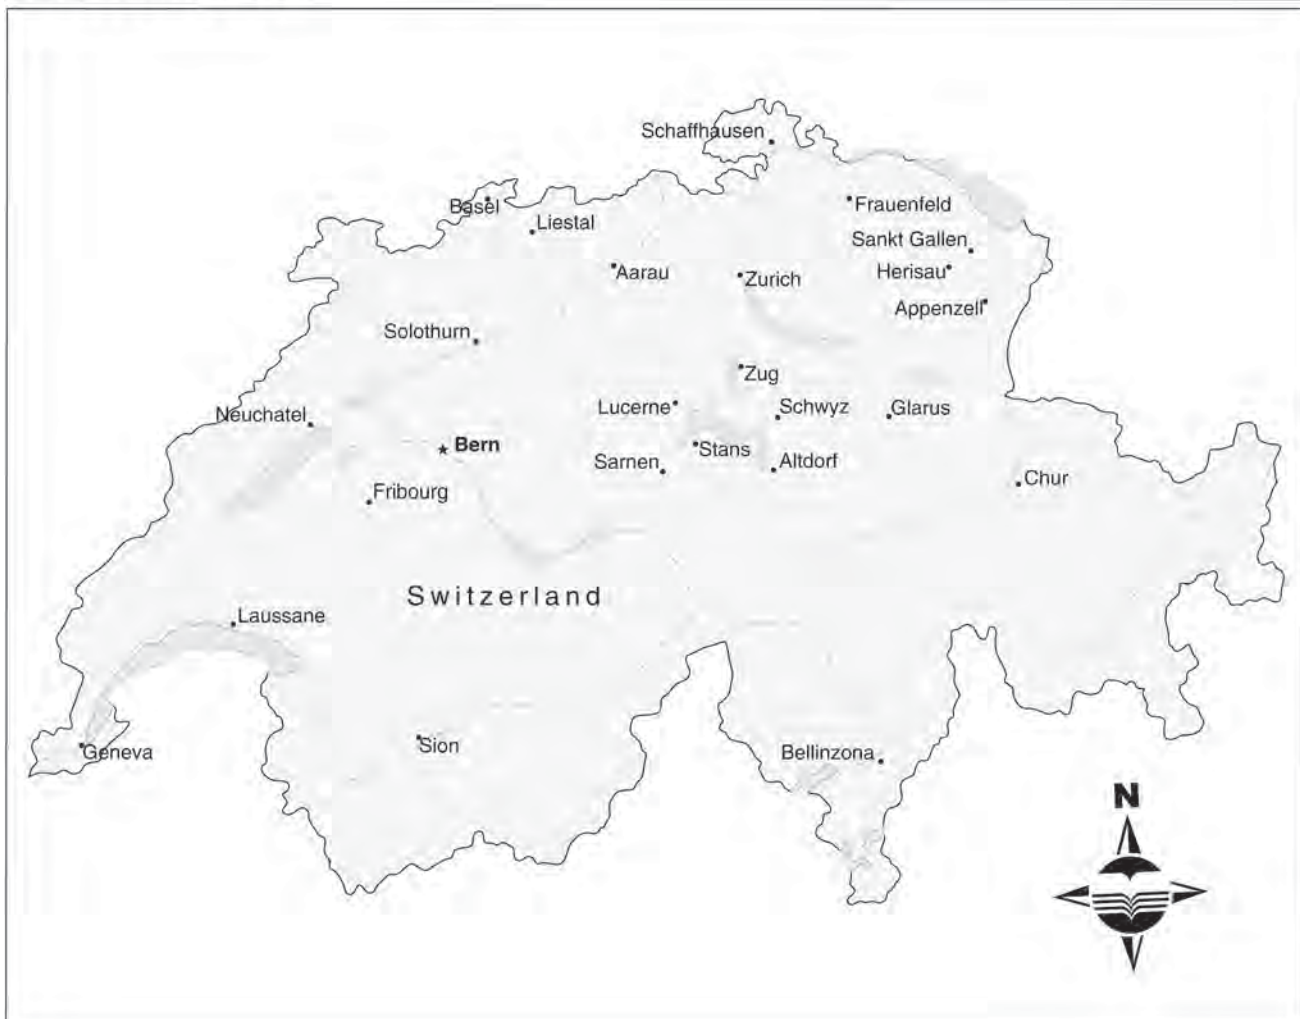 Schaffhausen
Basel
Liestal
Frauenfeld
Sankt Gallen
Aarau
Zurich
Herisau
Appenzell
Solothurn
Zug
Neuchatel
Lucerne
Schwyz
Glarus
Bern
Stans
Sarnen
Altdorf
Chur
Fribourg
Switzerland
Laussane
Geneva
Sion
Bellinzona
N